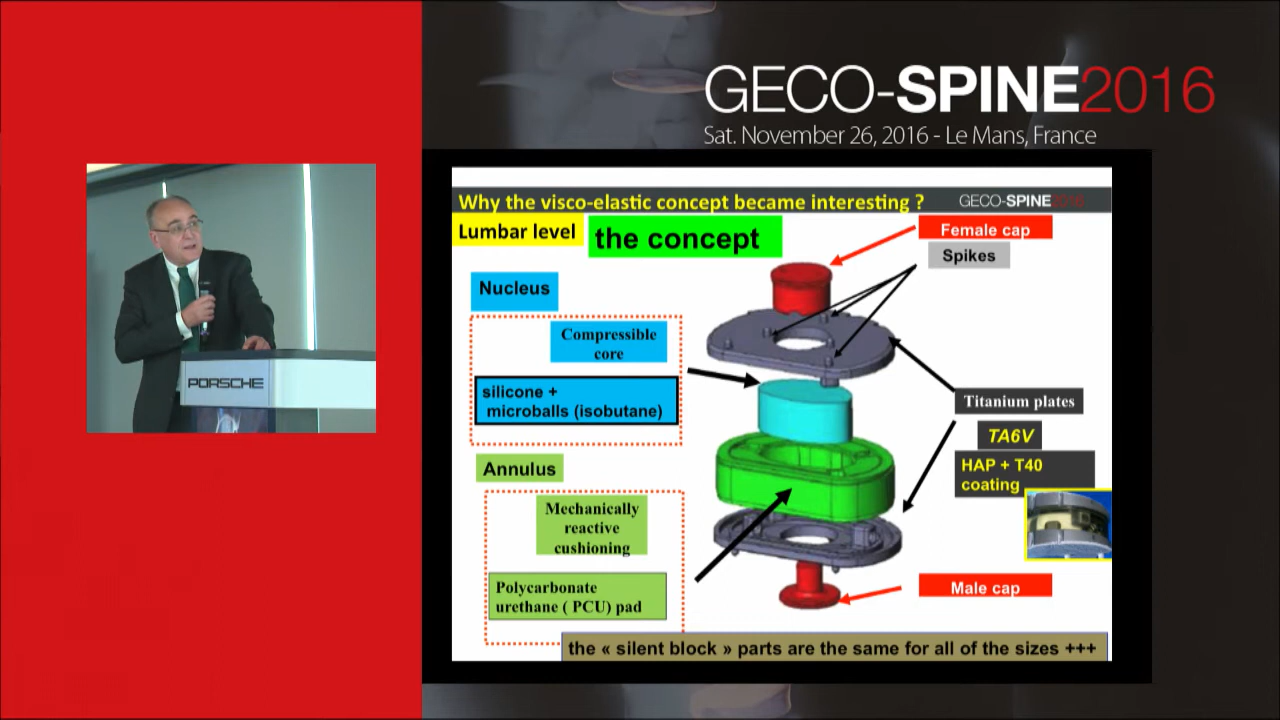 GECO-SPINE2016
Sat. November 26, 2016 - Le Mans, France
PORSCHE
Why the visco-elastic concept became interesting ?
GECO-SPINE2016
Lumbar level
the concept
Female cap
Spikes
Nucleus
Compressible
core
silicone +
microballs (isobutane)
Titanium plates
TA6V
HAP + T40
coating
Annulus
Mechanically
reactive
cushioning
Polycarbonate
urethane ( PCU) pad
Male cap
the « silent block » parts are the same for all of the sizes +++